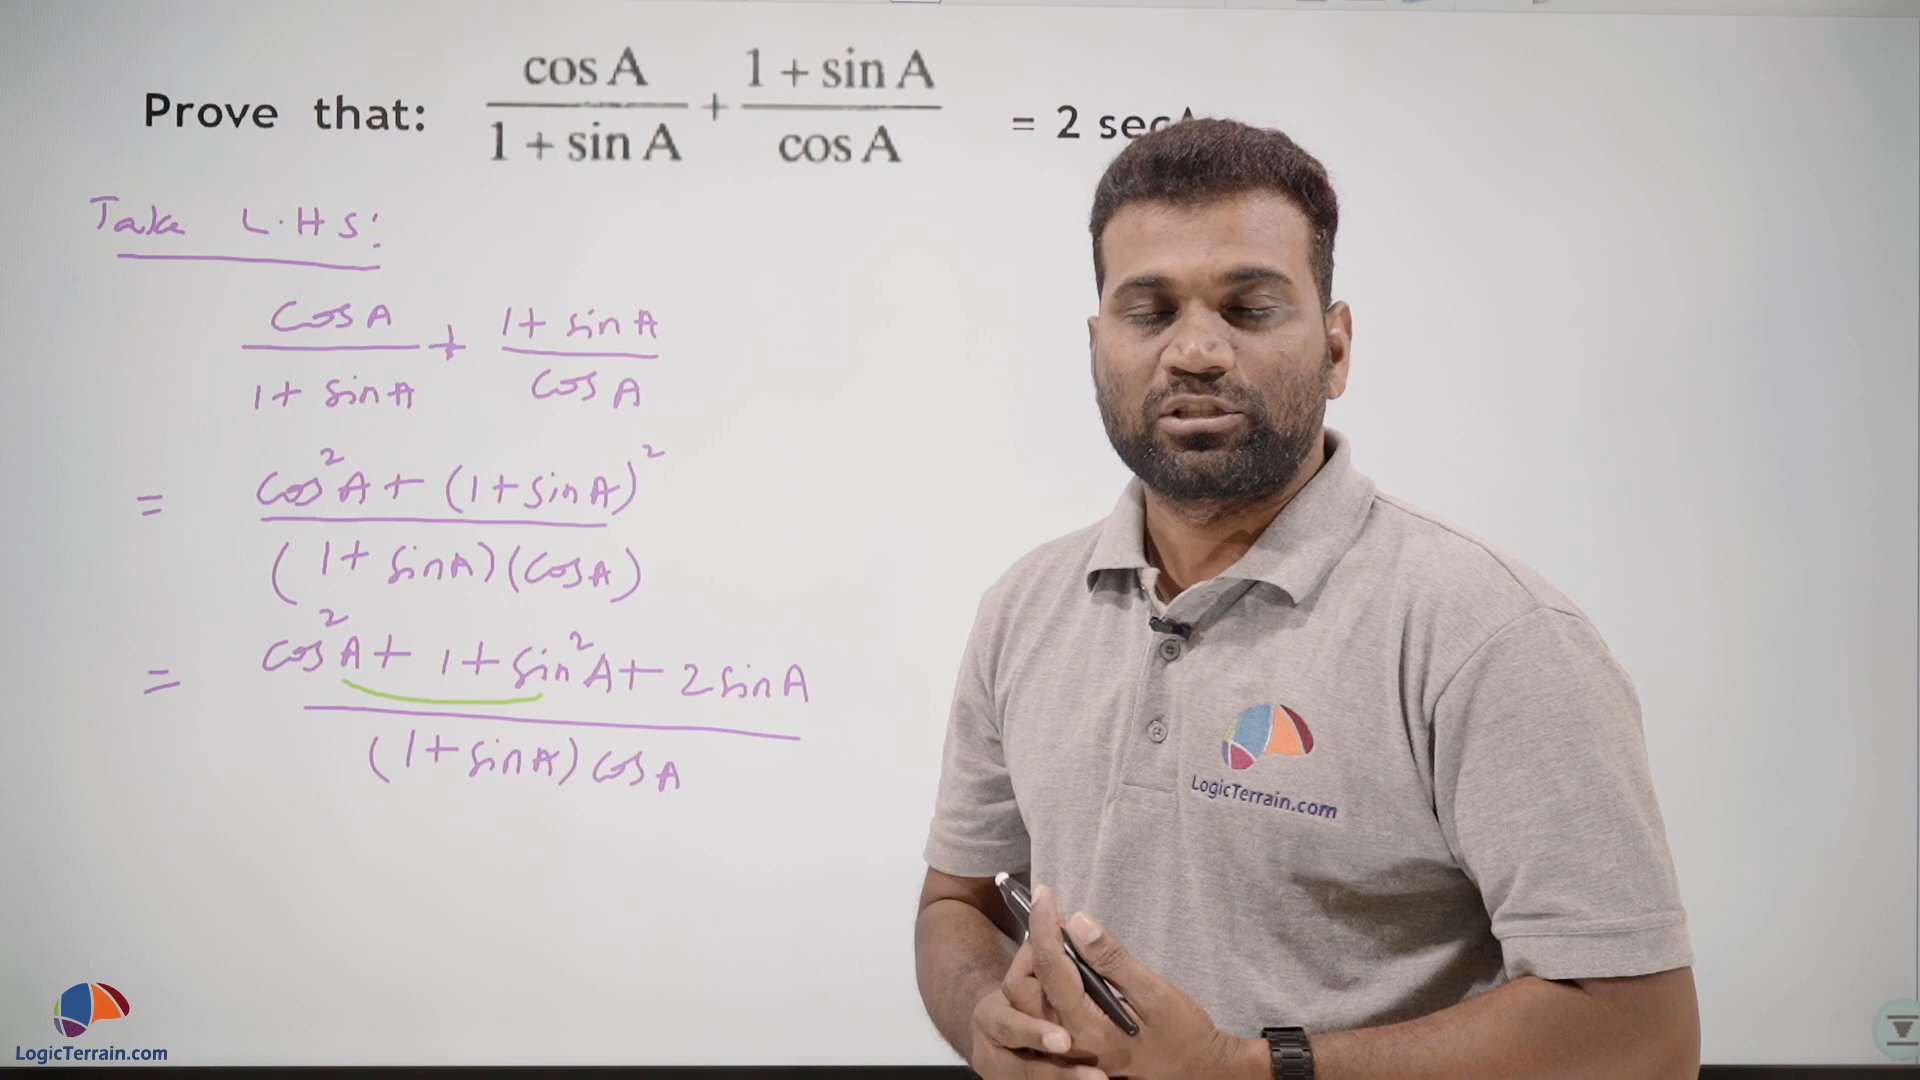 Prove that: cos A / 1 + sin A + 1 + sin A / cos A = 2 secA
Take L.H.S:
cos A / 1 + sin A + 1 + sin A / cos A
= cos²A + (1 + sin A)² / (1 + sin A) (cos A)
= cos²A + 1 + sin²A + 2 sin A / (1 + sin A) cos A
LogicTerrain.com
LogicTerrain.com